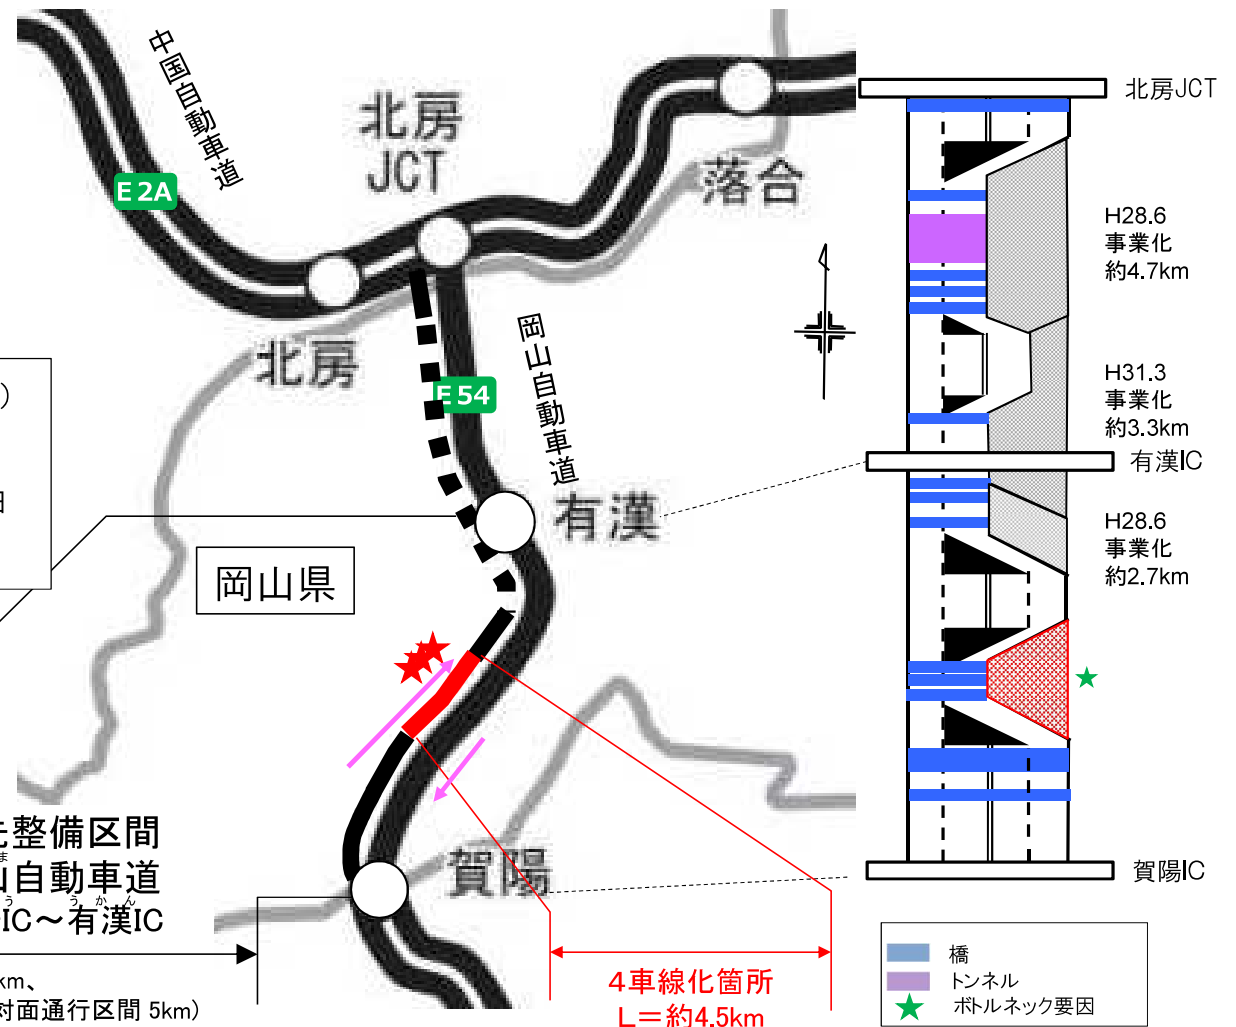 中国自動車道
北房
JCT
E2A
落合
北房
岡山自動車道
E54
有漢
岡山県
賀陽
整備区間
自動車道
IC～有漢IC
うかん
km、
対面通行区間 5km)
4車線化箇所
L＝約4.5km
北房JCT
H28.6
事業化
約4.7km
H31.3
事業化
約3.3km
有漢IC
H28.6
事業化
約2.7km
賀陽IC
橋
トンネル
ボトルネック要因